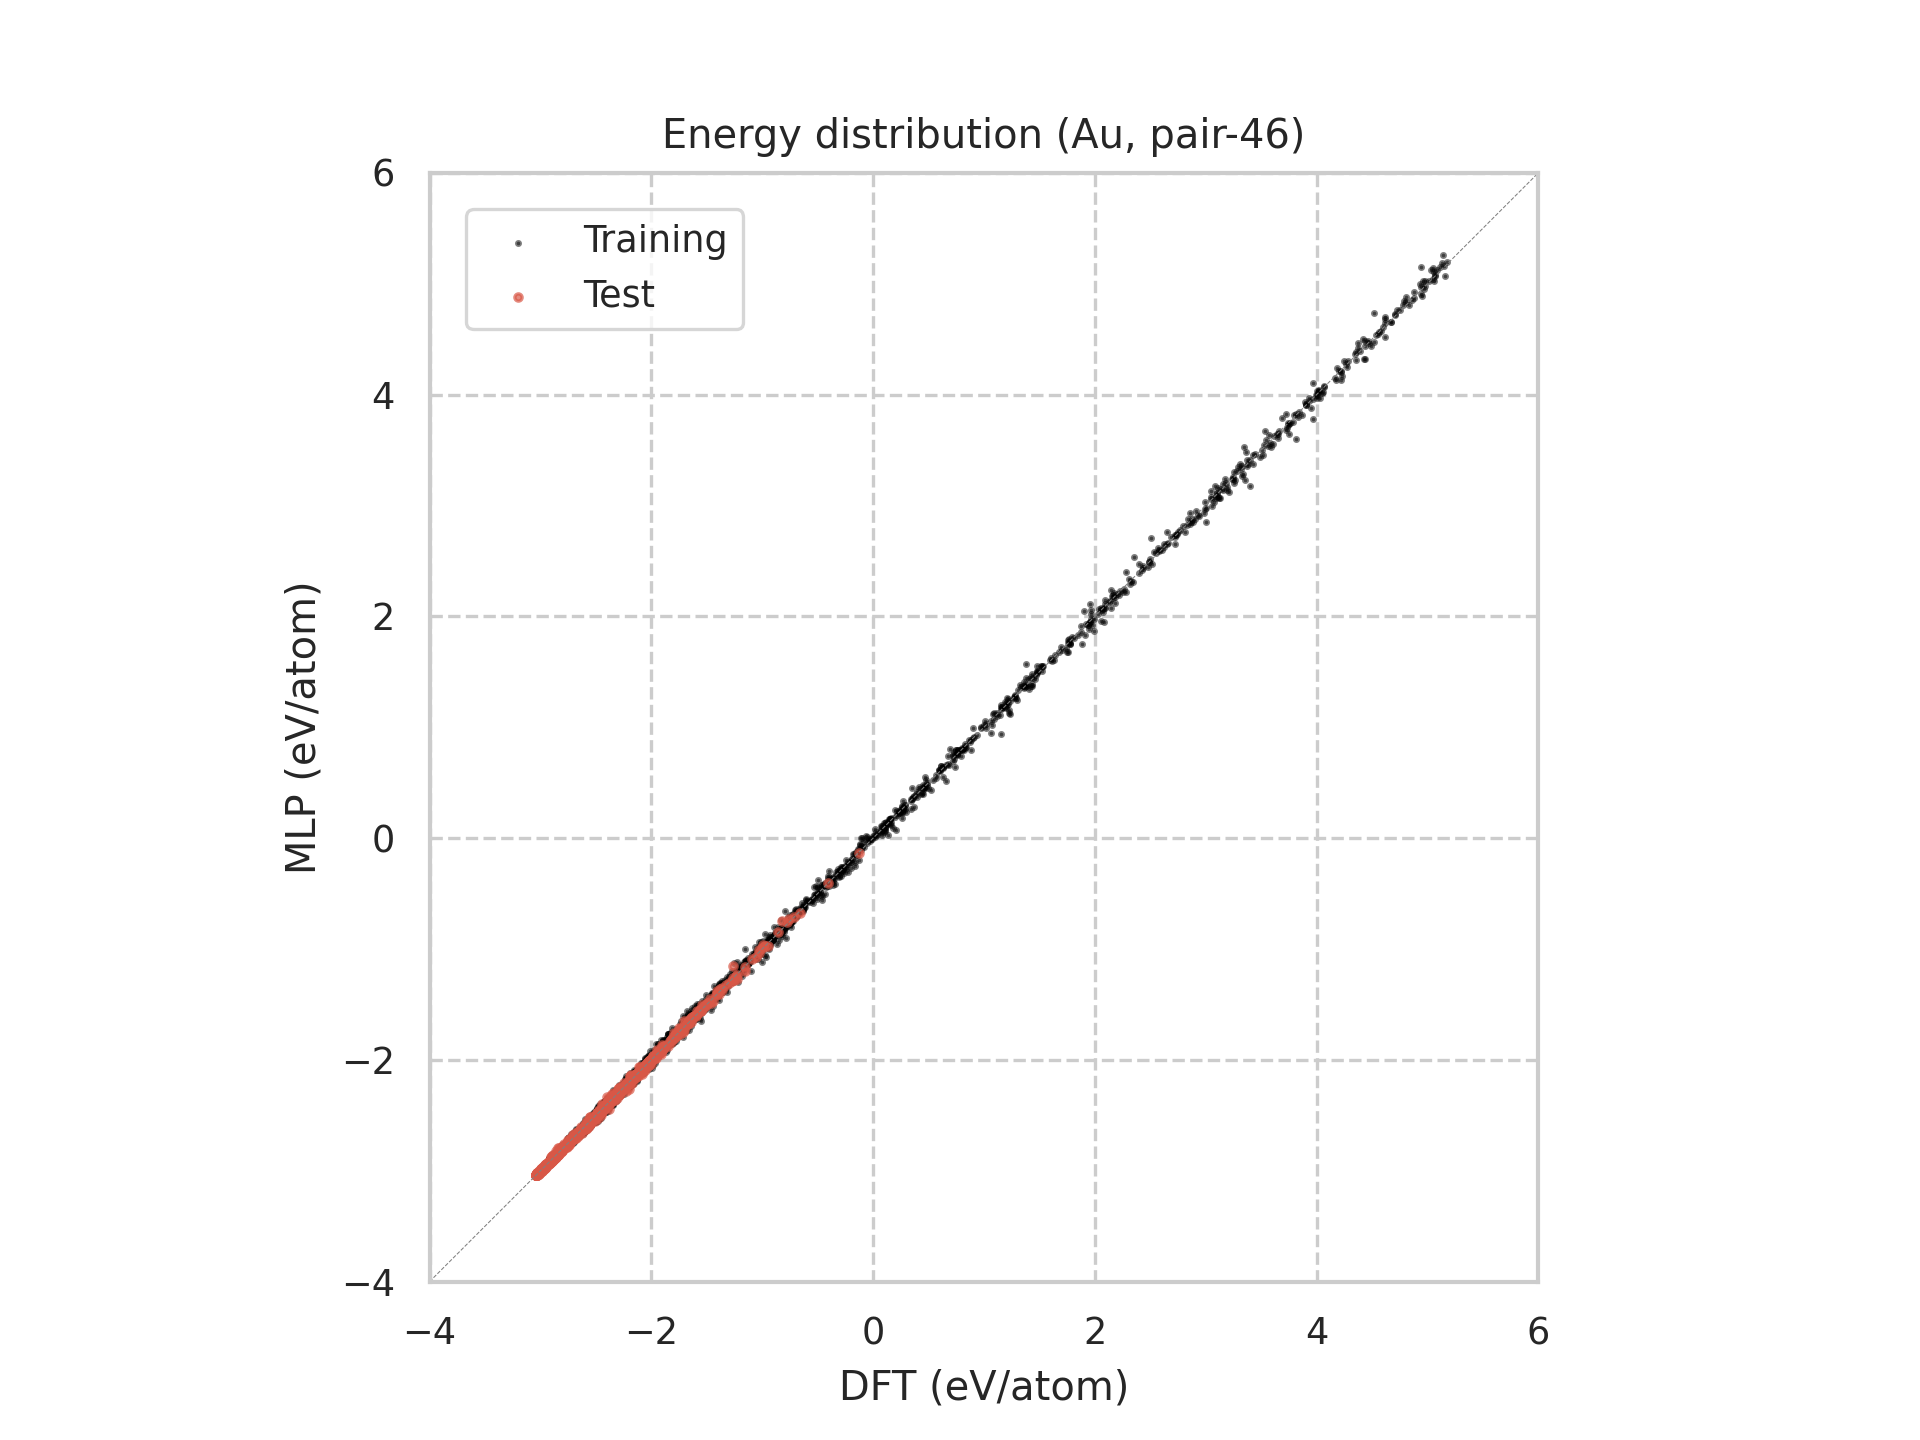 Energy distribution (Au, pair-46)
6
Training
Test
4
2
MLP (eV/atom)
0
−2
−4
−4 −2 0 2 4 6
DFT (eV/atom)